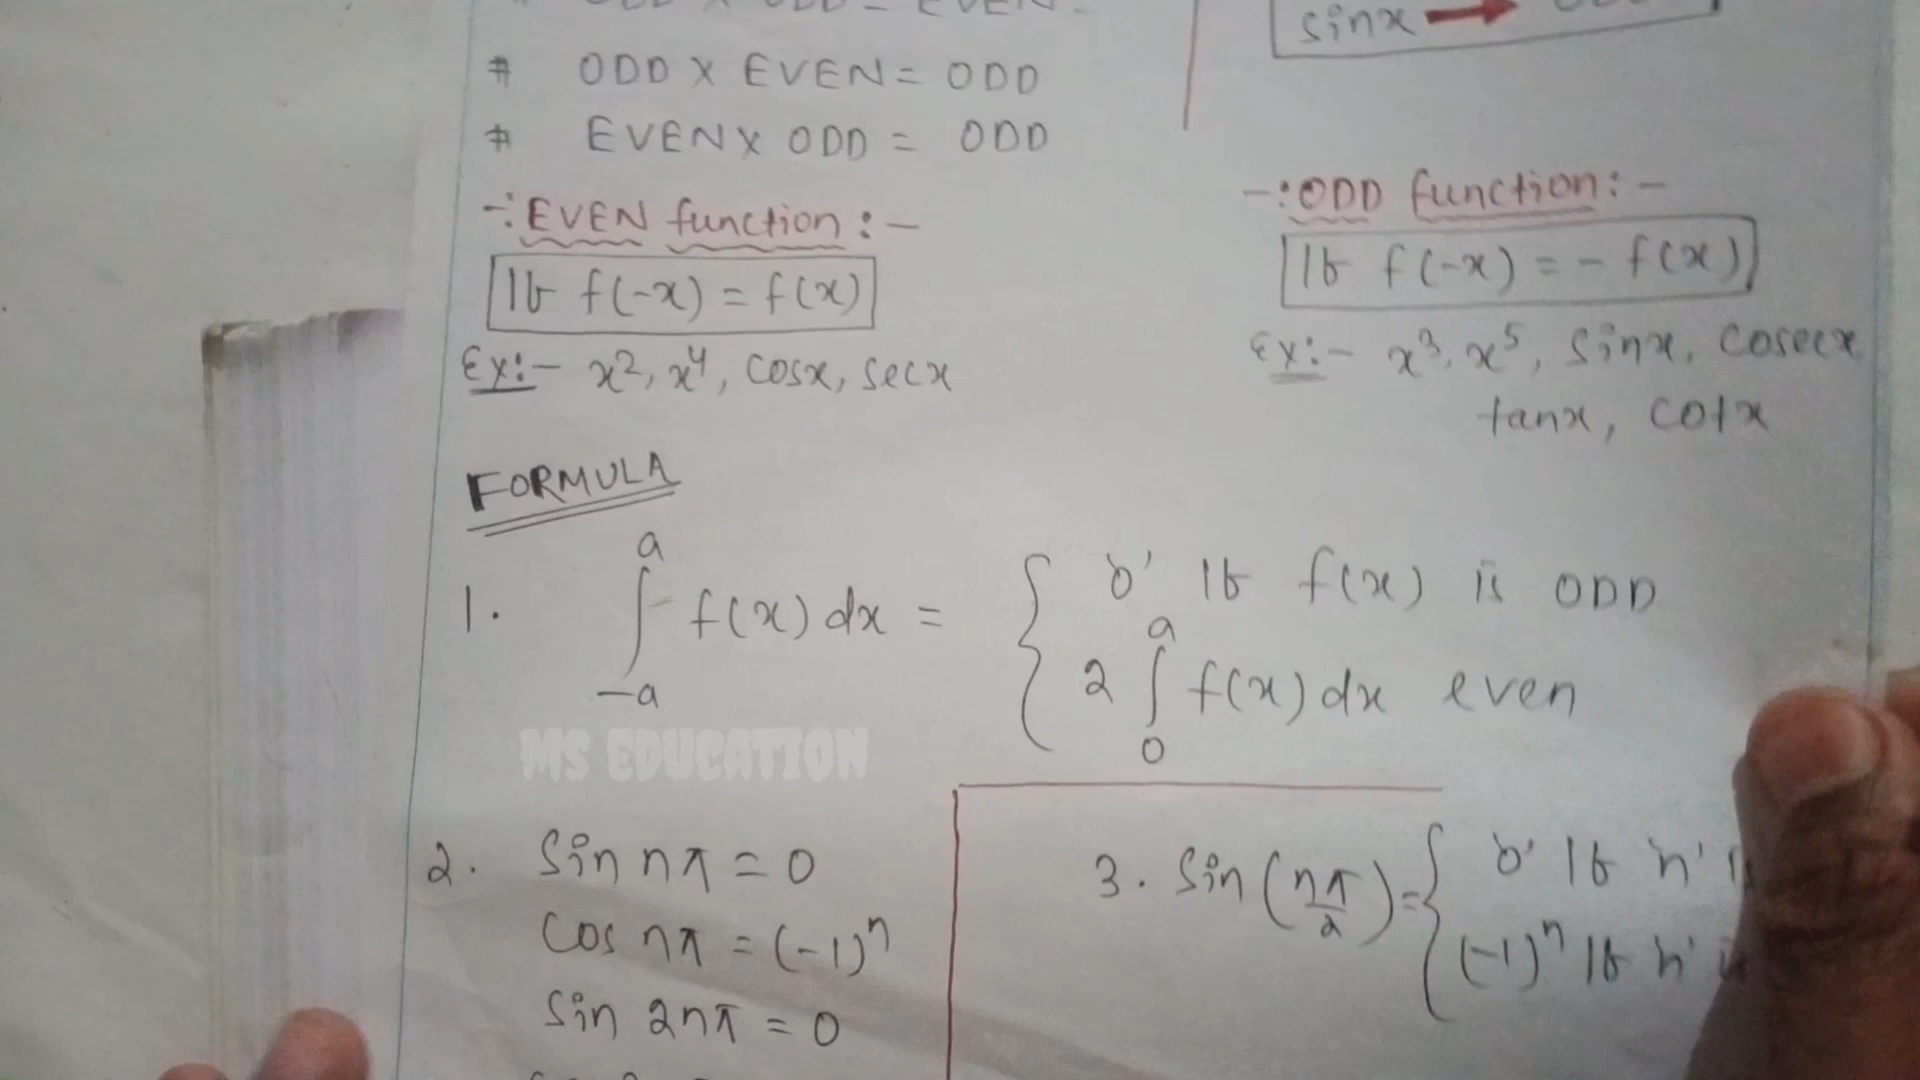 ODD X ODD = EVEN
sinx →
# ODD X EVEN = ODD
# EVEN X ODD = ODD
-: EVEN function :-
If f(-x) = f(x)
Ex:- x², x⁴, cosx, secx
-: ODD function :-
If f(-x) = - f(x)
Ex:- x³, x⁵, sinx, cosecx
tanx, cotx
FORMULA
1. ∫₋ₐᵃ f(x) dx = { '0' If f(x) is ODD
2 ∫₀ᵃ f(x) dx even
MS EDUCATION
2. sin nπ = 0
cos nπ = (-1)ⁿ
sin 2nπ = 0
3. sin (nπ/2) = { '0' If 'n'
(-1)ⁿ If 'n'